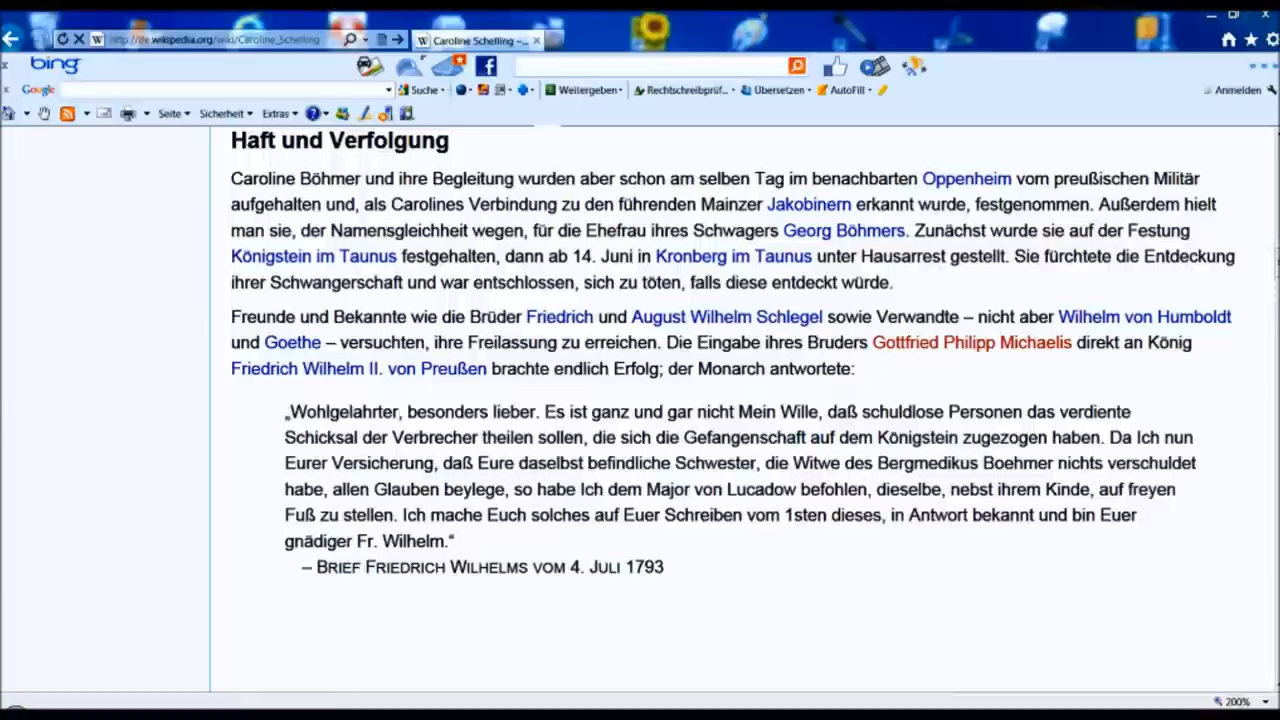 http://de.wikipedia.org/wiki/Caroline_Schelling
W Caroline Schelling – ...
bing
Google
Suche
Weitergeben
Rechtschreibprüf...
Übersetzen
AutoFill
Anmelden
Seite
Sicherheit
Extras
Haft und Verfolgung
Caroline Böhmer und ihre Begleitung wurden aber schon am selben Tag im benachbarten Oppenheim vom preußischen Militär
aufgehalten und, als Carolines Verbindung zu den führenden Mainzer Jakobinern erkannt wurde, festgenommen. Außerdem hielt
man sie, der Namensgleichheit wegen, für die Ehefrau ihres Schwagers Georg Böhmers. Zunächst wurde sie auf der Festung
Königstein im Taunus festgehalten, dann ab 14. Juni in Kronberg im Taunus unter Hausarrest gestellt. Sie fürchtete die Entdeckung
ihrer Schwangerschaft und war entschlossen, sich zu töten, falls diese entdeckt würde.
Freunde und Bekannte wie die Brüder Friedrich und August Wilhelm Schlegel sowie Verwandte – nicht aber Wilhelm von Humboldt
und Goethe – versuchten, ihre Freilassung zu erreichen. Die Eingabe ihres Bruders Gottfried Philipp Michaelis direkt an König
Friedrich Wilhelm II. von Preußen brachte endlich Erfolg; der Monarch antwortete:
„Wohlgelahrter, besonders lieber. Es ist ganz und gar nicht Mein Wille, daß schuldlose Personen das verdiente
Schicksal der Verbrecher theilen sollen, die sich die Gefangenschaft auf dem Königstein zugezogen haben. Da Ich nun
Eurer Versicherung, daß Eure daselbst befindliche Schwester, die Witwe des Bergmedikus Boehmer nichts verschuldet
habe, allen Glauben beylege, so habe Ich dem Major von Lucadow befohlen, dieselbe, nebst ihrem Kinde, auf freyen
Fuß zu stellen. Ich mache Euch solches auf Euer Schreiben vom 1sten dieses, in Antwort bekannt und bin Euer
gnädiger Fr. Wilhelm.“
– BRIEF FRIEDRICH WILHELMS VOM 4. JULI 1793
200%